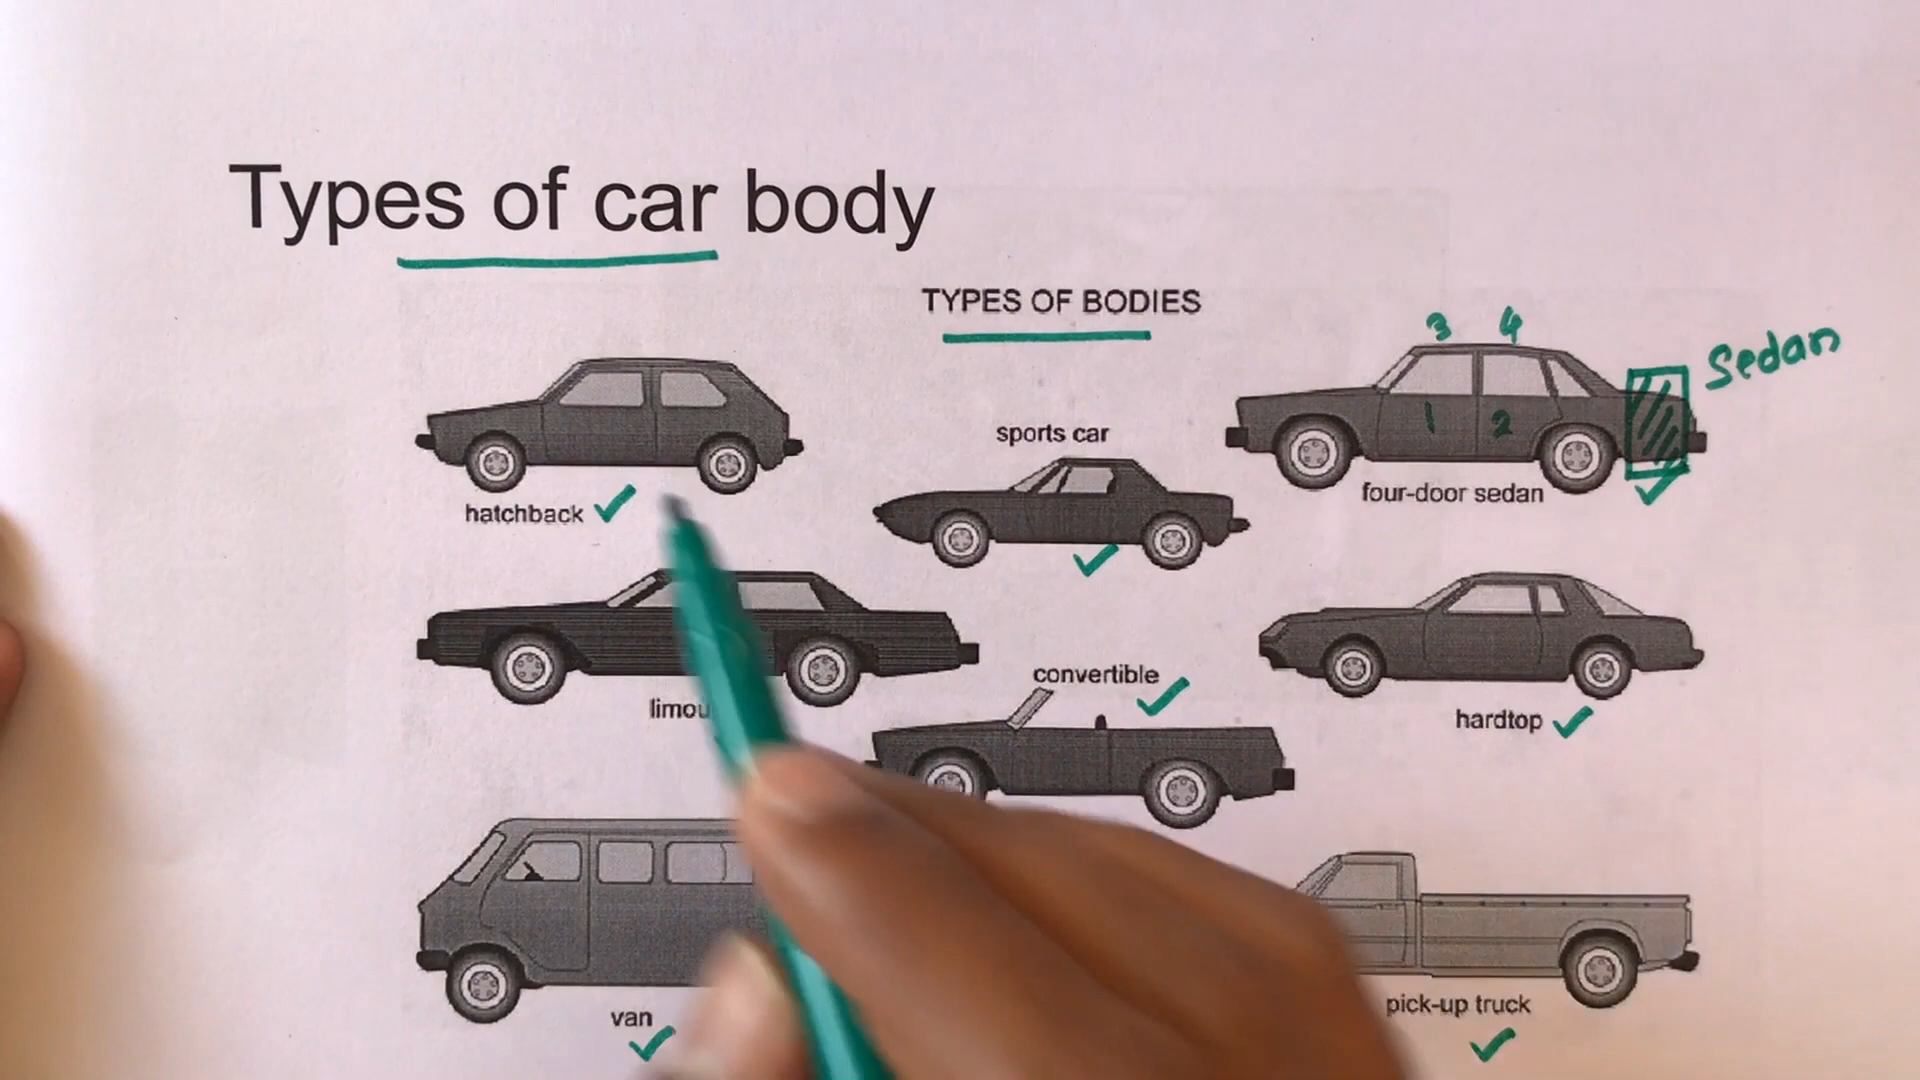 Types of car body
TYPES OF BODIES
3 4
Sedan
1 2
sports car
four-door sedan
hatchback
convertible
hardtop
van
pick-up truck